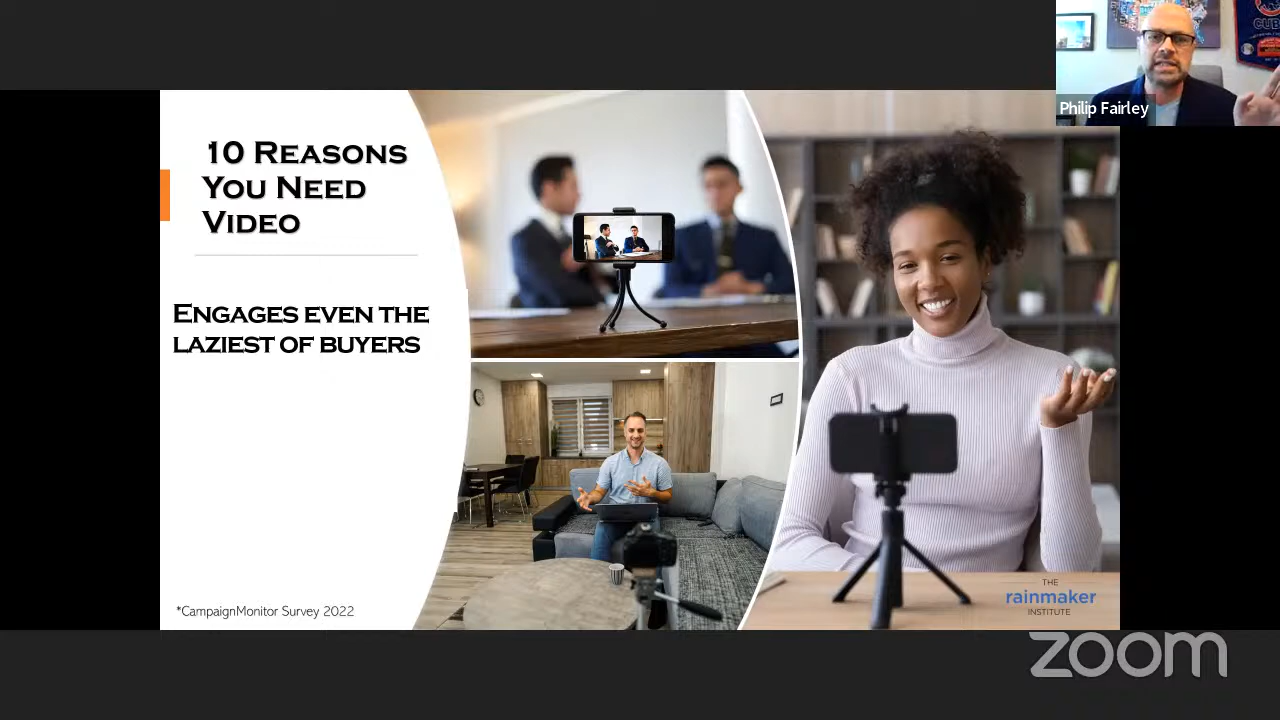 CUBS
Philip Fairley
10 REASONS
YOU NEED
VIDEO
ENGAGES EVEN THE
LAZIEST OF BUYERS
*CampaignMonitor Survey 2022
THE
rainmaker
INSTITUTE
zoom